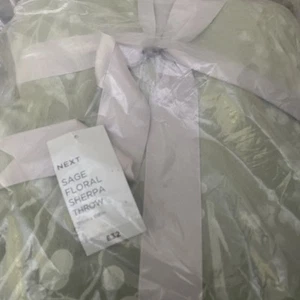 NEXT
SAGE
FLORAL
SHERPA
THROW
£32